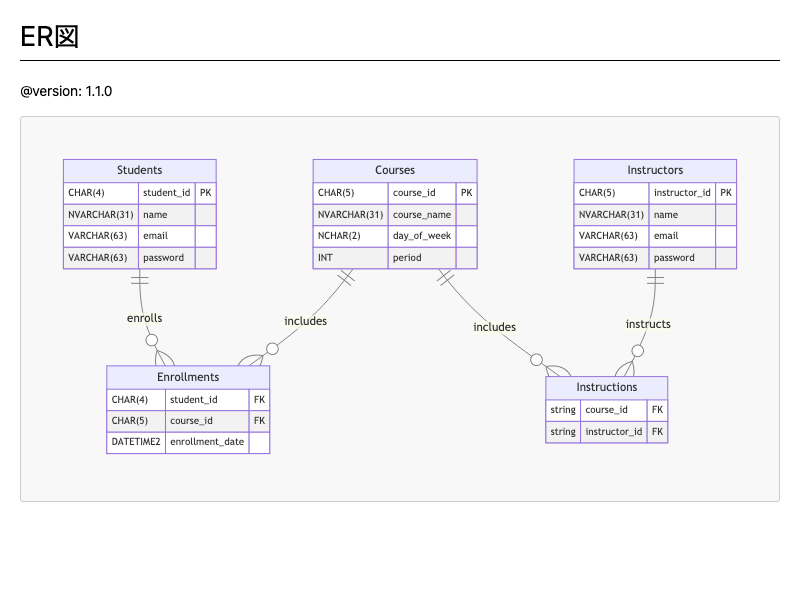 ER図
@version: 1.1.0
Students
CHAR(4) student_id PK
NVARCHAR(31) name
VARCHAR(63) email
VARCHAR(63) password
Courses
CHAR(5) course_id PK
NVARCHAR(31) course_name
NCHAR(2) day_of_week
INT period
Instructors
CHAR(5) instructor_id PK
NVARCHAR(31) name
VARCHAR(63) email
VARCHAR(63) password
enrolls
includes
includes
instructs
Enrollments
CHAR(4) student_id FK
CHAR(5) course_id FK
DATETIME2 enrollment_date
Instructions
string course_id FK
string instructor_id FK